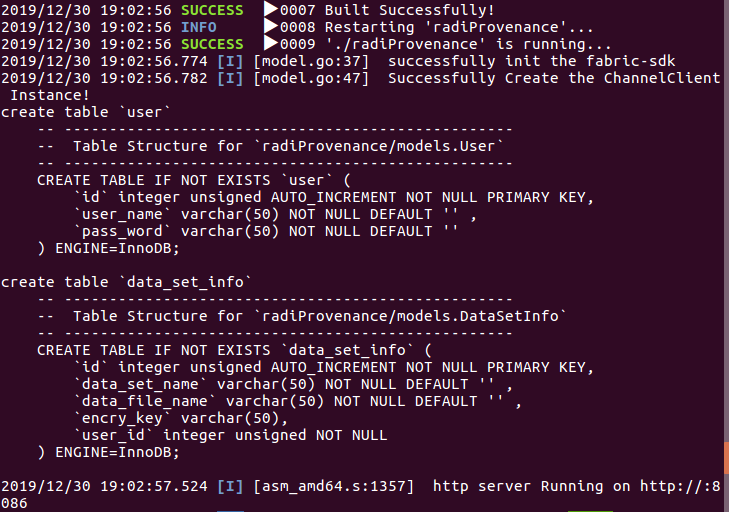 2019/12/30 19:02:56 SUCCESS  ▶0007 Built Successfully!
2019/12/30 19:02:56 INFO     ▶0008 Restarting 'radiProvenance'...
2019/12/30 19:02:56 SUCCESS  ▶0009 './radiProvenance' is running...
2019/12/30 19:02:56.774 [I] [model.go:37]  successfully init the fabric-sdk
2019/12/30 19:02:56.782 [I] [model.go:47]  Successfully Create the ChannelClient
 Instance!
create table `user`
    -- --------------------------------------------------
    --  Table Structure for `radiProvenance/models.User`
    -- --------------------------------------------------
    CREATE TABLE IF NOT EXISTS `user` (
        `id` integer unsigned AUTO_INCREMENT NOT NULL PRIMARY KEY,
        `user_name` varchar(50) NOT NULL DEFAULT '' ,
        `pass_word` varchar(50) NOT NULL DEFAULT ''
    ) ENGINE=InnoDB;

create table `data_set_info`
    -- --------------------------------------------------
    --  Table Structure for `radiProvenance/models.DataSetInfo`
    -- --------------------------------------------------
    CREATE TABLE IF NOT EXISTS `data_set_info` (
        `id` integer unsigned AUTO_INCREMENT NOT NULL PRIMARY KEY,
        `data_set_name` varchar(50) NOT NULL DEFAULT '' ,
        `data_file_name` varchar(50) NOT NULL DEFAULT '' ,
        `encry_key` varchar(50),
        `user_id` integer unsigned NOT NULL
    ) ENGINE=InnoDB;

2019/12/30 19:02:57.524 [I] [asm_amd64.s:1357]  http server Running on http://:8
086